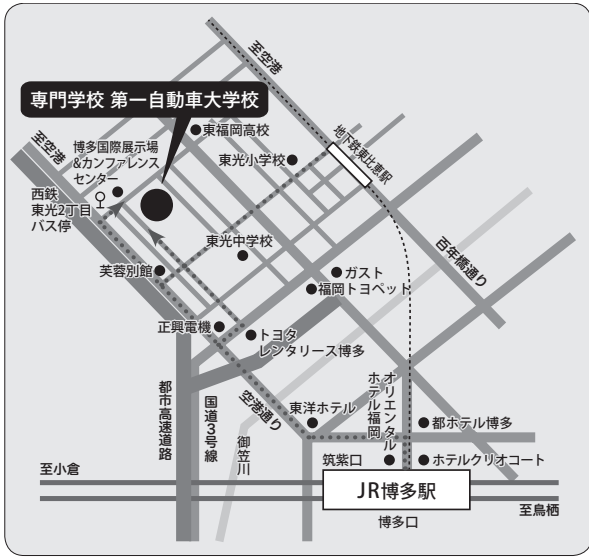 至空港
専門学校 第一自動車大学校
至空港
東福岡高校
地下鉄東比恵駅
博多国際展示場
&カンファレンス
センター
東光小学校
西鉄
東光2丁目
バス停
東光中学校
百年橋通り
芙蓉別館
ガスト
福岡トヨペット
正興電機
トヨタ
レンタリース博多
都市高速道路
国道3号線
空港通り
御笠川
東洋ホテル
オリエンタル
ホテル福岡
都ホテル博多
筑紫口
ホテルクリオコート
至小倉
JR博多駅
至鳥栖
博多口